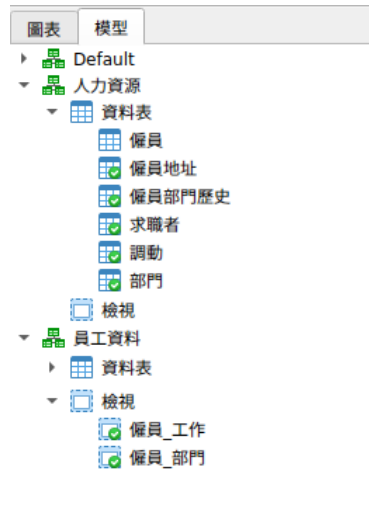 圖表 模型
Default
人力資源
資料表
僱員
僱員地址
僱員部門歷史
求職者
調動
部門
檢視
員工資料
資料表
檢視
僱員_工作
僱員_部門